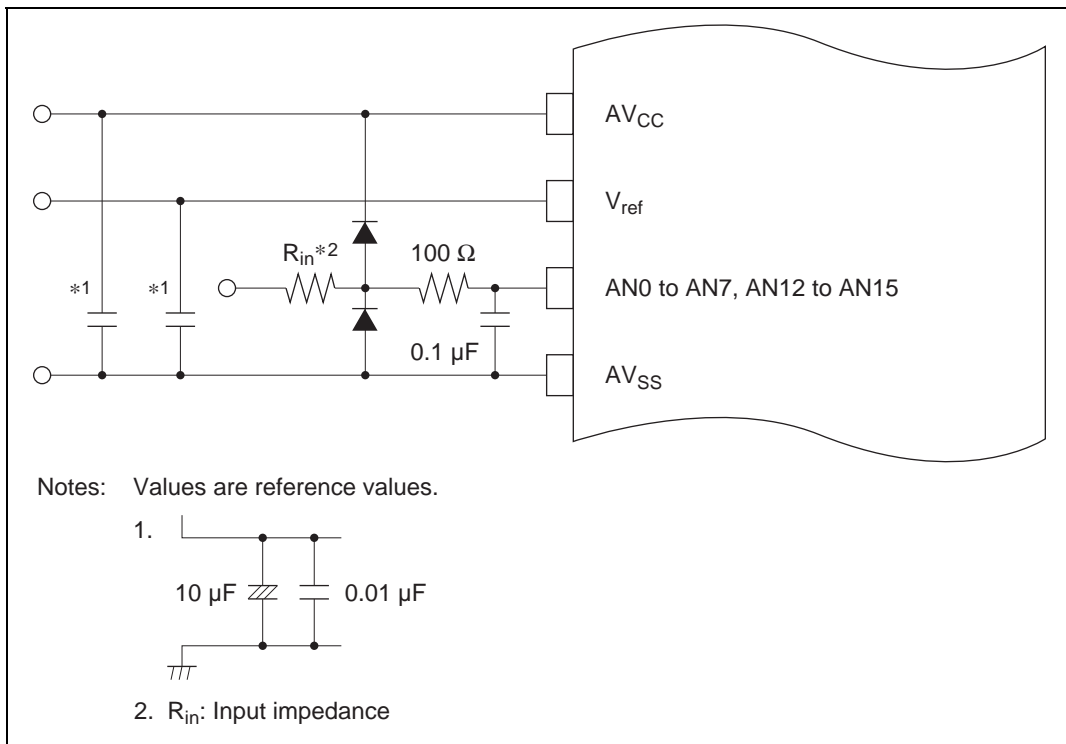 AVCC
Vref
Rin*2
100 Ω
*1
*1
AN0 to AN7, AN12 to AN15
0.1 µF
AVSS
Notes: Values are reference values.
1.
10 µF
0.01 µF
2. Rin: Input impedance